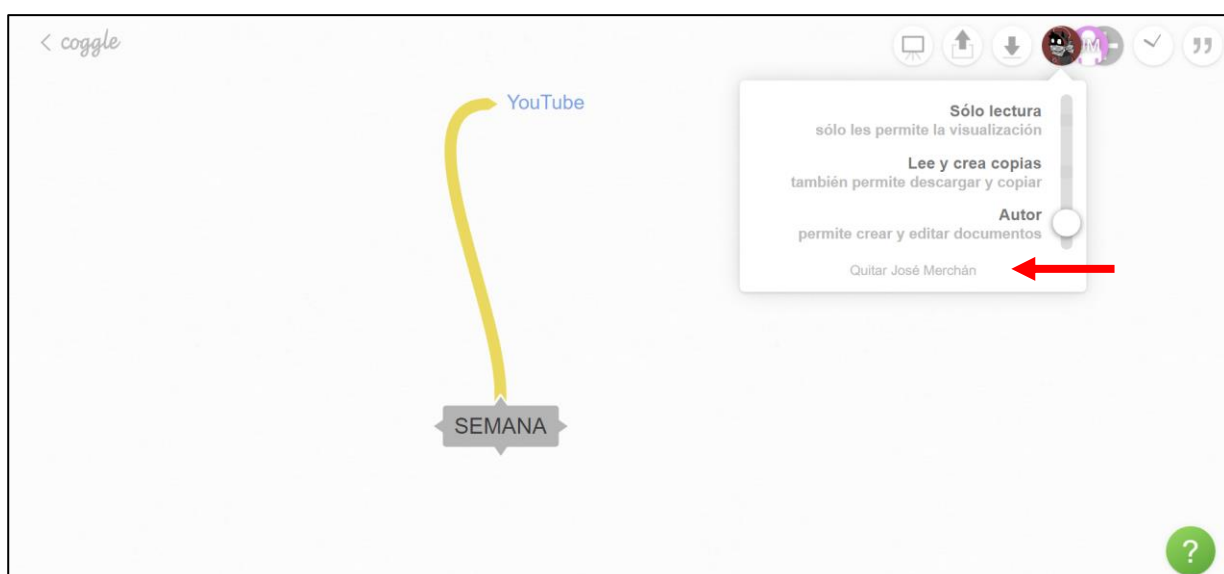 < coggle
M
YouTube
Sólo lectura
sólo les permite la visualización
Lee y crea copias
también permite descargar y copiar
Autor
permite crear y editar documentos
Quitar José Merchán
SEMANA
?